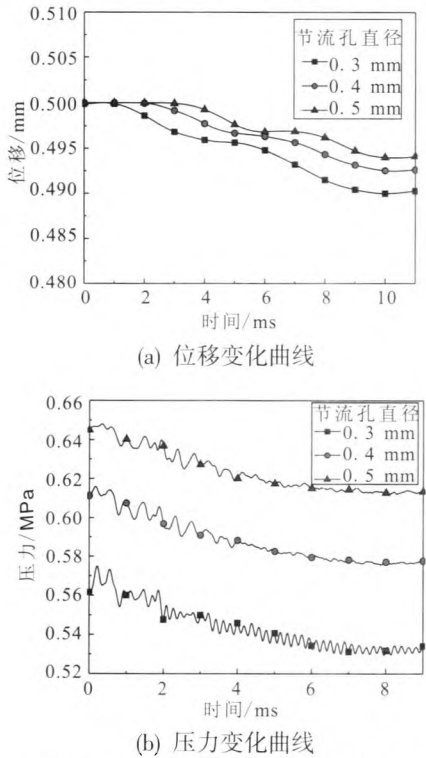 0.510
0.505
0.500
0.495
0.490
0.485
0.480
位移/mm
节流孔直径
0.3 mm
0.4 mm
0.5 mm
0 2 4 6 8 10
时间/ms
(a) 位移变化曲线
0.66
0.64
0.62
0.60
0.58
0.56
0.54
0.52
压力/MPa
节流孔直径
0.3 mm
0.4 mm
0.5 mm
0 2 4 6 8
时间/ms
(b) 压力变化曲线